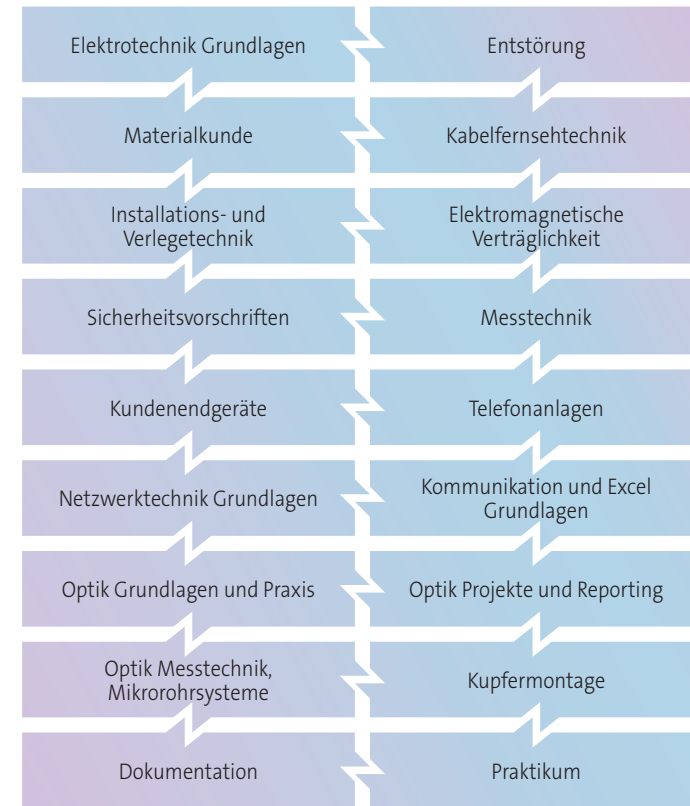 Elektrotechnik Grundlagen
Entstörung
Materialkunde
Kabelfernsehtechnik
Installations- und
Verlegetechnik
Elektromagnetische
Verträglichkeit
Sicherheitsvorschriften
Messtechnik
Kundenendgeräte
Telefonanlagen
Netzwerktechnik Grundlagen
Kommunikation und Excel
Grundlagen
Optik Grundlagen und Praxis
Optik Projekte und Reporting
Optik Messtechnik,
Mikrorohrsysteme
Kupfermontage
Dokumentation
Praktikum